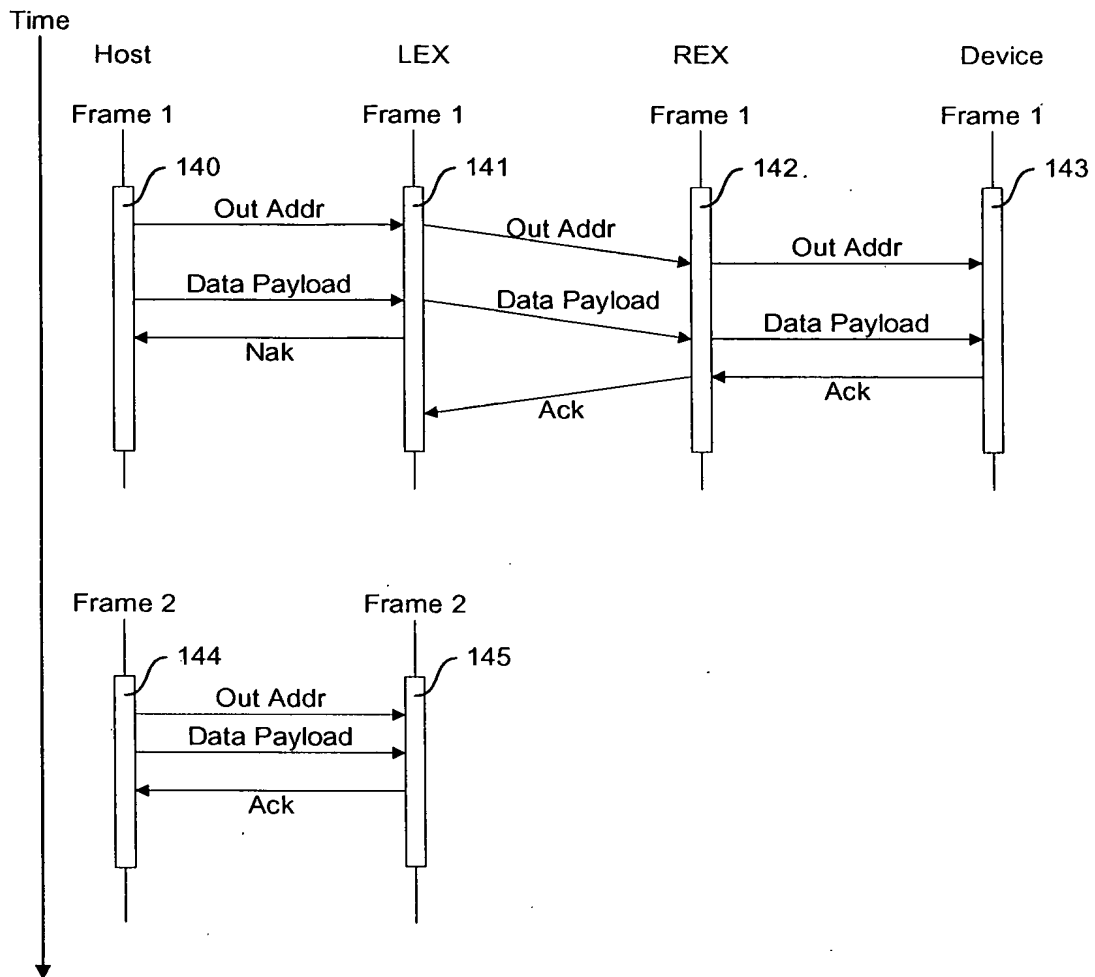 Time
Host LEX REX Device
Frame 1 Frame 1 Frame 1 Frame 1
140 141 142 143
Out Addr
Out Addr
Out Addr
Data Payload
Data Payload
Data Payload
Nak
Ack
Ack
Frame 2 Frame 2
144 145
Out Addr
Data Payload
Ack